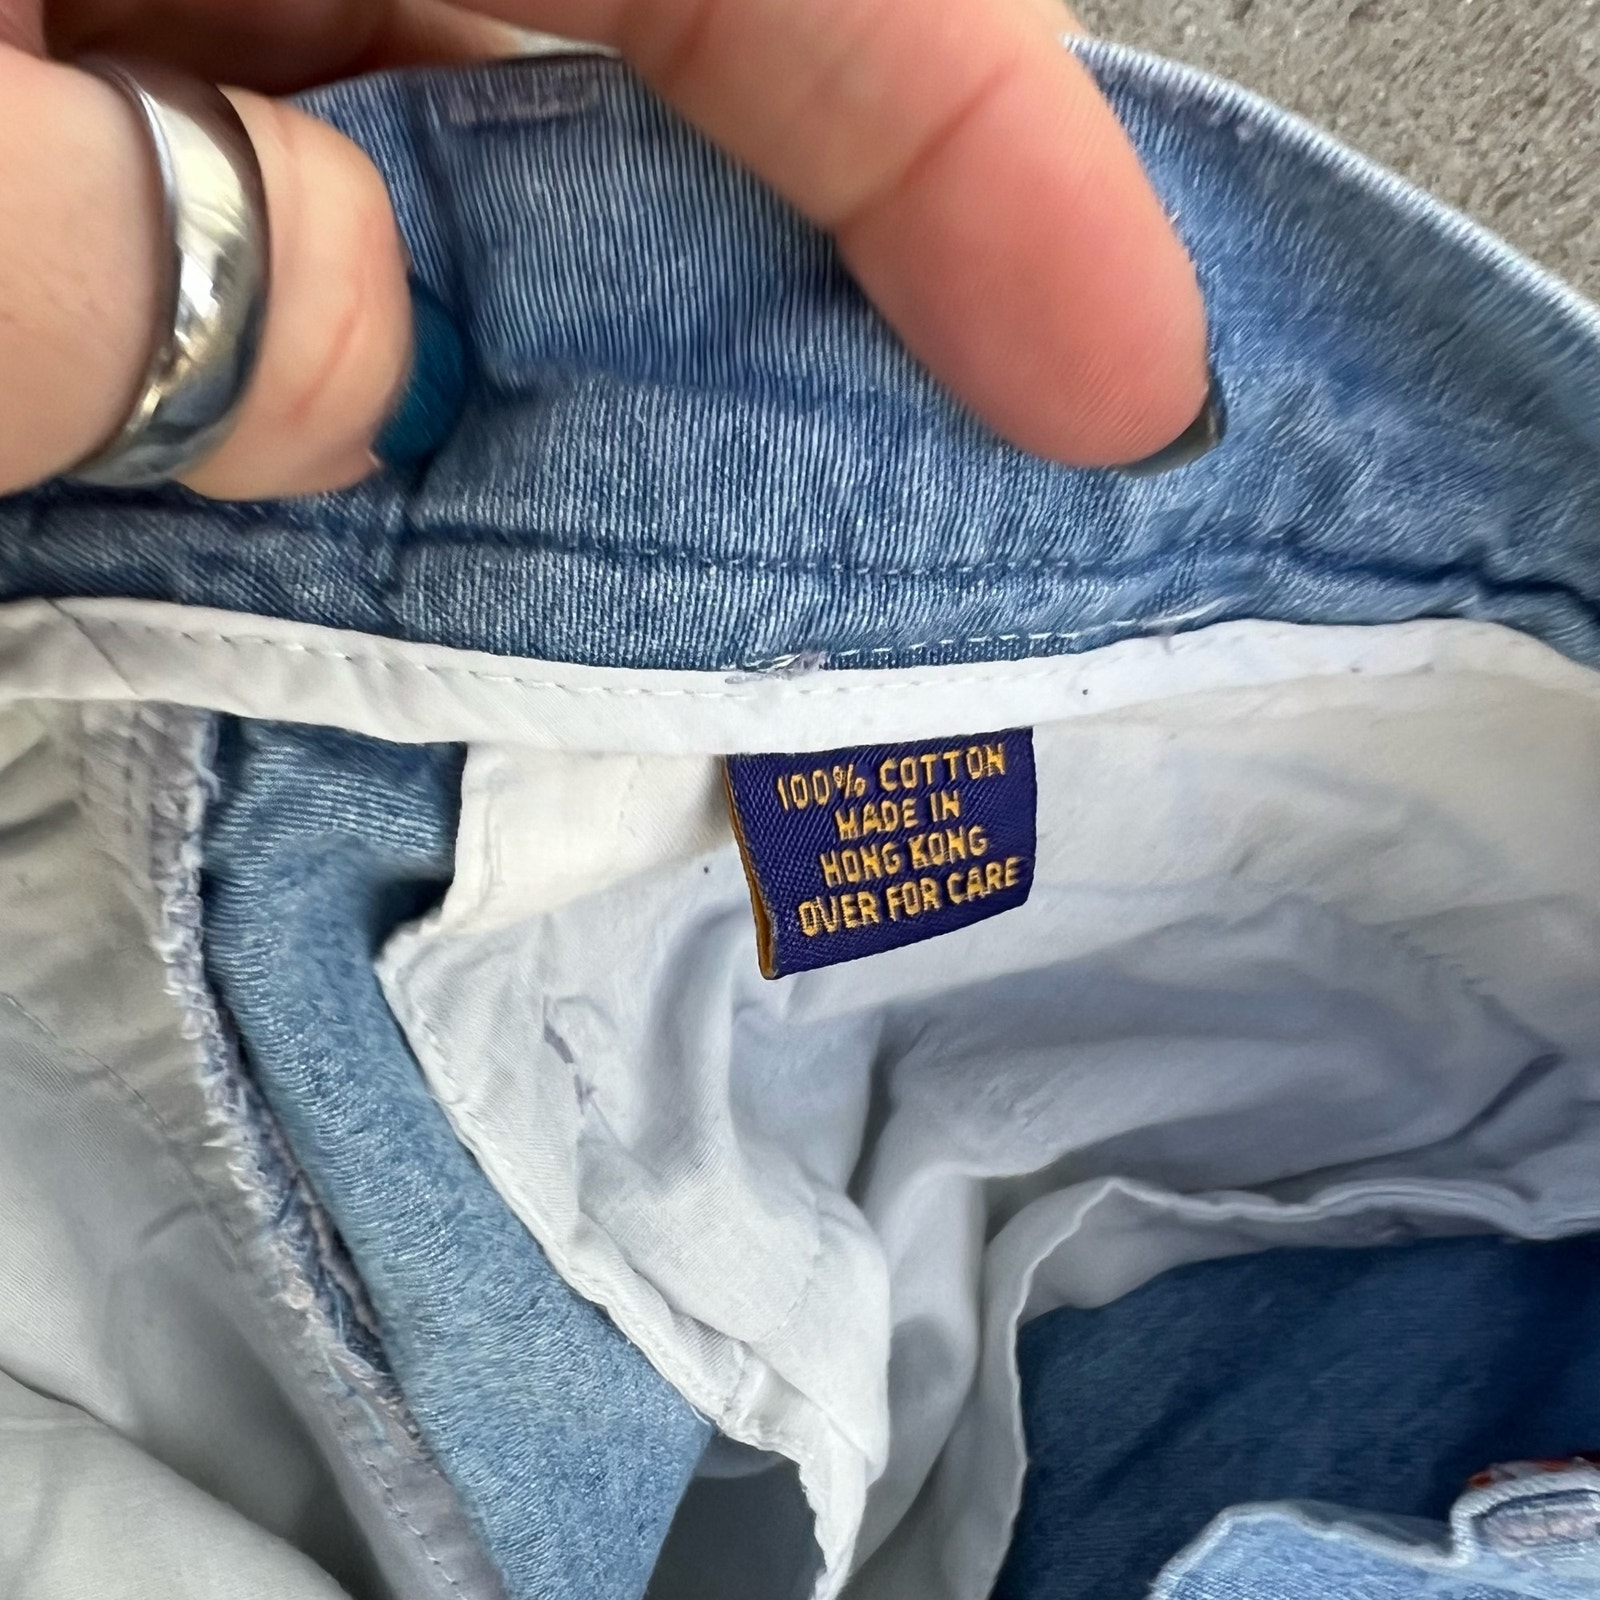 100% COTTON
MADE IN
HONG KONG
OVER FOR CARE